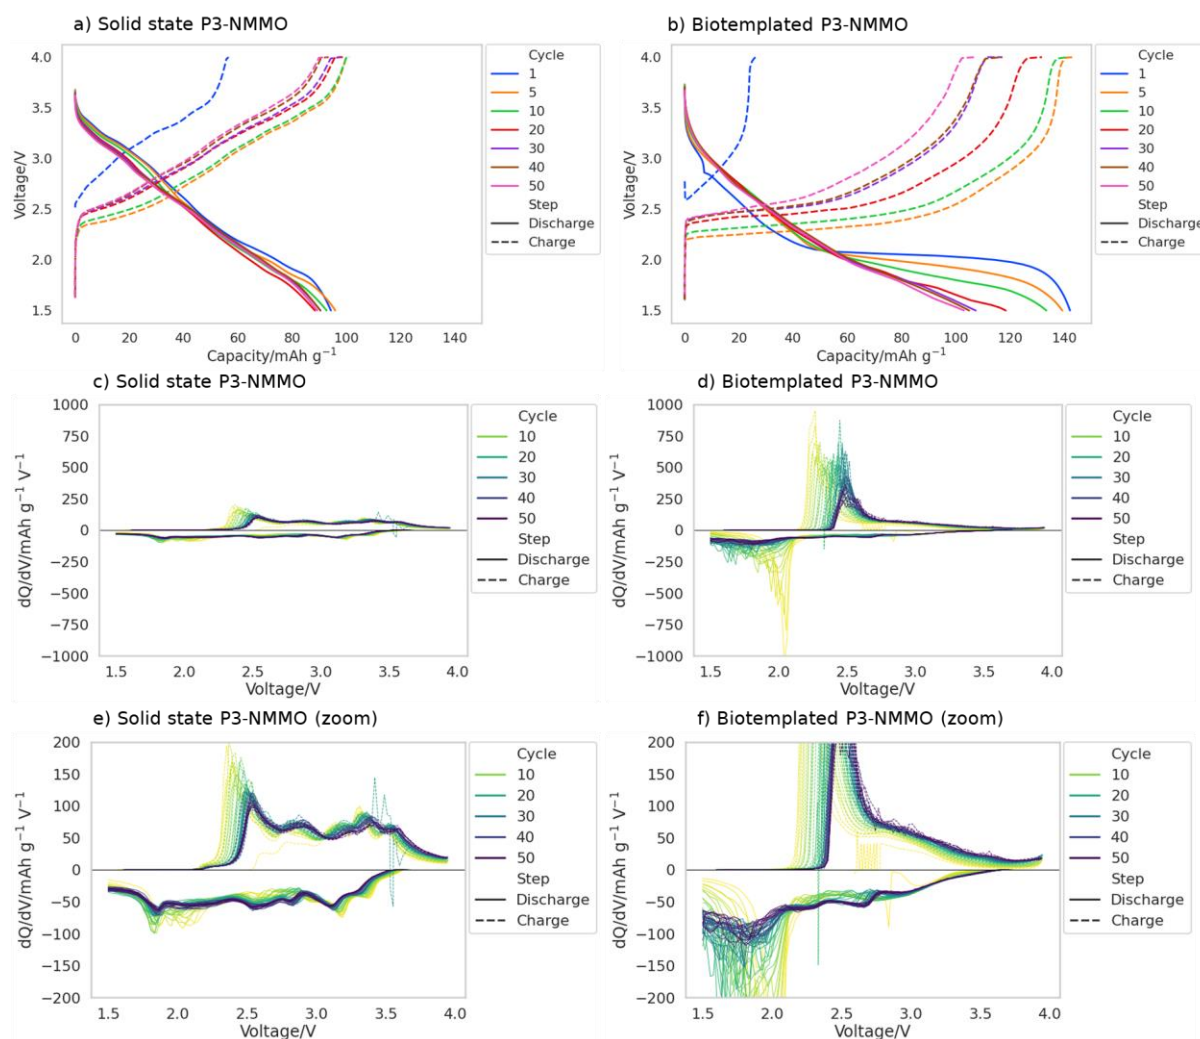 a) Solid state P3-NMMO
4.0
3.5
3.0
2.5
2.0
1.5
Voltage/V
0 20 40 60 80 100 120 140
Capacity/mAh g⁻¹
Cycle
1
5
10
20
30
40
50
Step
Discharge
Charge
b) Biotemplated P3-NMMO
4.0
3.5
3.0
2.5
2.0
1.5
Voltage/V
0 20 40 60 80 100 120 140
Capacity/mAh g⁻¹
Cycle
1
5
10
20
30
40
50
Step
Discharge
Charge
c) Solid state P3-NMMO
1000
750
500
250
0
−250
−500
−750
−1000
dQ/dV/mAh g⁻¹ V⁻¹
1.5 2.0 2.5 3.0 3.5 4.0
Voltage/V
Cycle
10
20
30
40
50
Step
Discharge
Charge
d) Biotemplated P3-NMMO
1000
750
500
250
0
−250
−500
−750
−1000
dQ/dV/mAh g⁻¹ V⁻¹
1.5 2.0 2.5 3.0 3.5 4.0
Voltage/V
Cycle
10
20
30
40
50
Step
Discharge
Charge
e) Solid state P3-NMMO (zoom)
200
150
100
50
0
−50
−100
−150
−200
dQ/dV/mAh g⁻¹ V⁻¹
1.5 2.0 2.5 3.0 3.5 4.0
Voltage/V
Cycle
10
20
30
40
50
Step
Discharge
Charge
f) Biotemplated P3-NMMO (zoom)
200
150
100
50
0
−50
−100
−150
−200
dQ/dV/mAh g⁻¹ V⁻¹
1.5 2.0 2.5 3.0 3.5 4.0
Voltage/V
Cycle
10
20
30
40
50
Step
Discharge
Charge